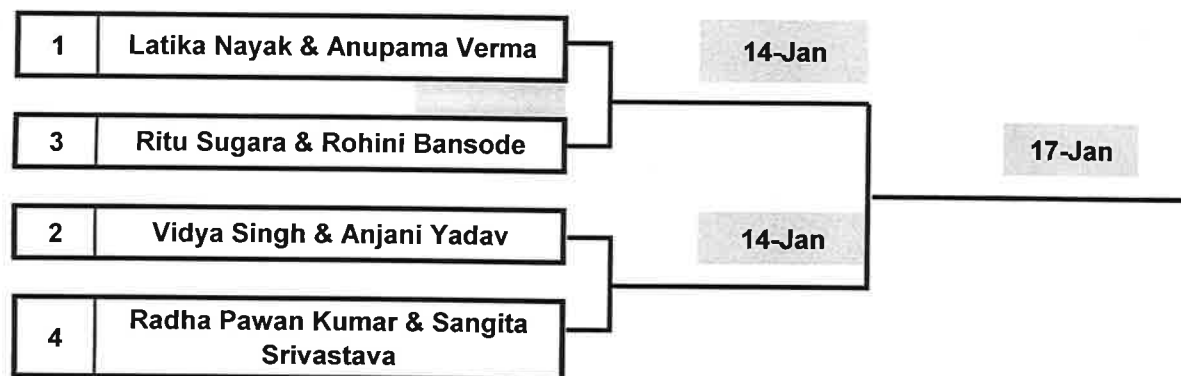 1 Latika Nayak & Anupama Verma
14-Jan
3 Ritu Sugara & Rohini Bansode
17-Jan
2 Vidya Singh & Anjani Yadav
14-Jan
4 Radha Pawan Kumar & Sangita
Srivastava